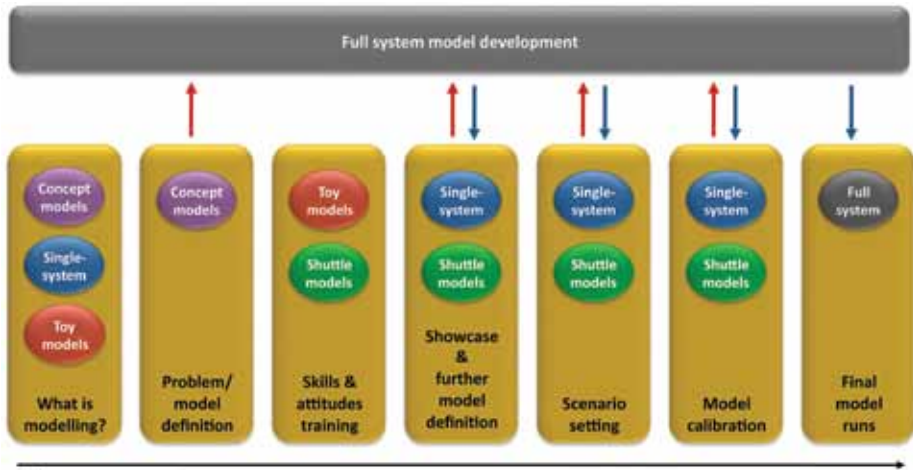 Full system model development
Concept
models
Single-
system
Toy
models
What is
modelling?
Concept
models
Problem/
model
definition
Toy
models
Shuttle
models
Skills &
attitudes
training
Single-
system
Shuttle
models
Showcase
&
further
model
definition
Single-
system
Shuttle
models
Scenario
setting
Single-
system
Shuttle
models
Model
calibration
Full
system
Final
model
runs